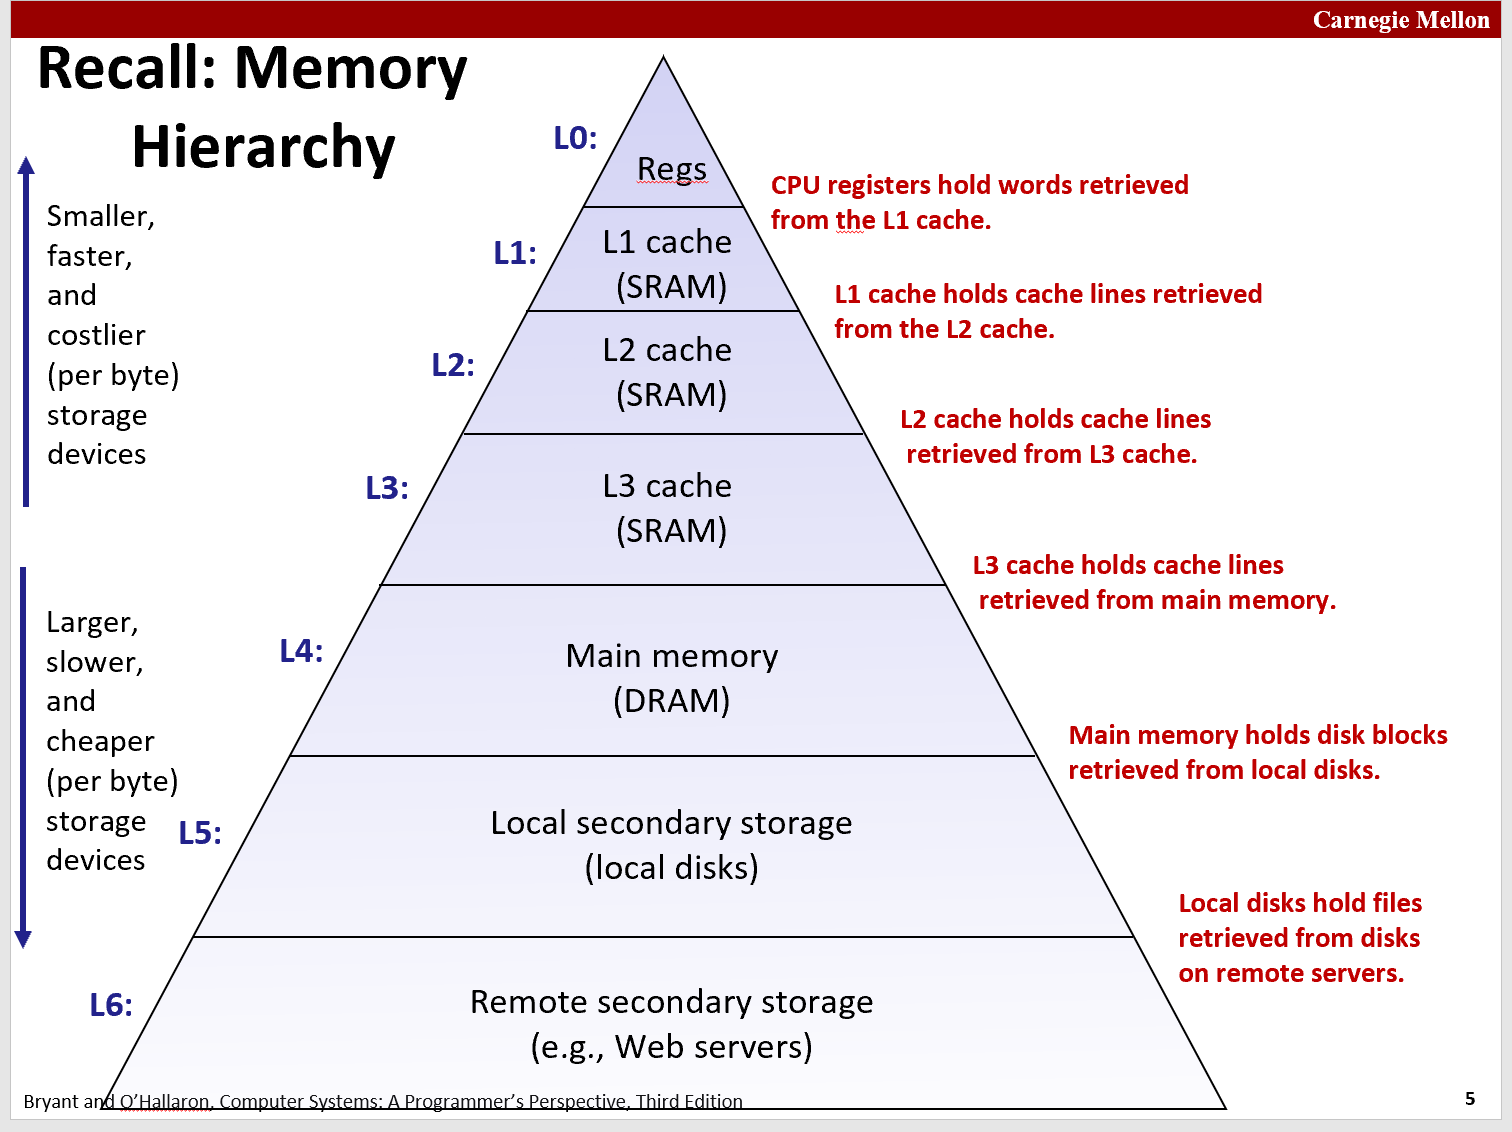 Carnegie Mellon
Recall: Memory
Hierarchy
Smaller,
faster,
and
costlier
(per byte)
storage
devices
Larger,
slower,
and
cheaper
(per byte)
storage
devices
L0:
Regs
CPU registers hold words retrieved
from the L1 cache.
L1:
L1 cache
(SRAM)
L1 cache holds cache lines retrieved
from the L2 cache.
L2:
L2 cache
(SRAM)
L2 cache holds cache lines
retrieved from L3 cache.
L3:
L3 cache
(SRAM)
L3 cache holds cache lines
retrieved from main memory.
L4:
Main memory
(DRAM)
Main memory holds disk blocks
retrieved from local disks.
L5:
Local secondary storage
(local disks)
Local disks hold files
retrieved from disks
on remote servers.
L6:
Remote secondary storage
(e.g., Web servers)
Bryant and O’Hallaron, Computer Systems: A Programmer’s Perspective, Third Edition
5